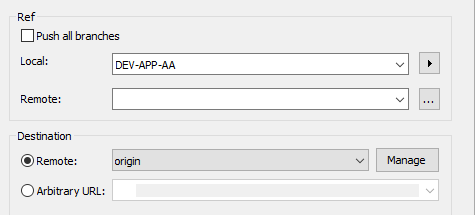 Ref
Push all branches
Local:
DEV-APP-AA
Remote:
...
Destination
Remote:
origin
Manage
Arbitrary URL: